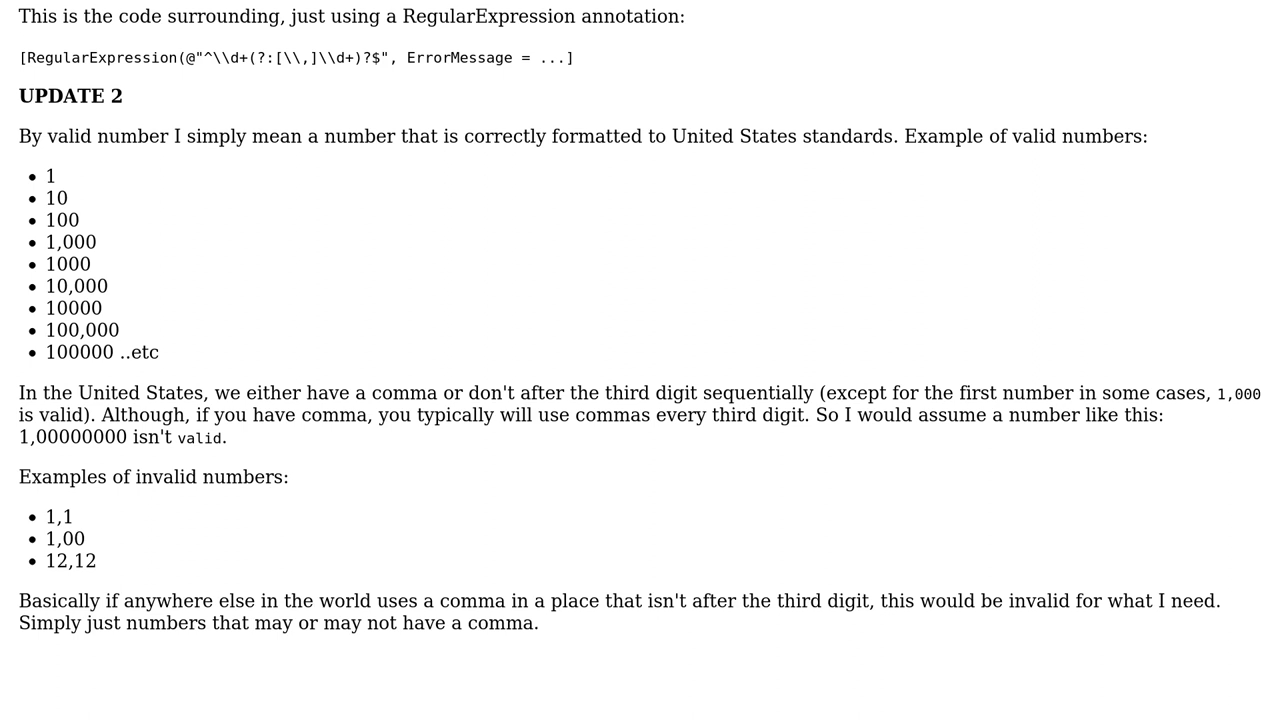 This is the code surrounding, just using a RegularExpression annotation:
[RegularExpression(@"^\\d+(?:[\\,]\\d+)?$", ErrorMessage = ...]
UPDATE 2
By valid number I simply mean a number that is correctly formatted to United States standards. Example of valid numbers:
• 1
• 10
• 100
• 1,000
• 1000
• 10,000
• 10000
• 100,000
• 100000 ..etc
In the United States, we either have a comma or don't after the third digit sequentially (except for the first number in some cases, 1,000
is valid). Although, if you have comma, you typically will use commas every third digit. So I would assume a number like this:
1,00000000 isn't valid.
Examples of invalid numbers:
• 1,1
• 1,00
• 12,12
Basically if anywhere else in the world uses a comma in a place that isn't after the third digit, this would be invalid for what I need.
Simply just numbers that may or may not have a comma.